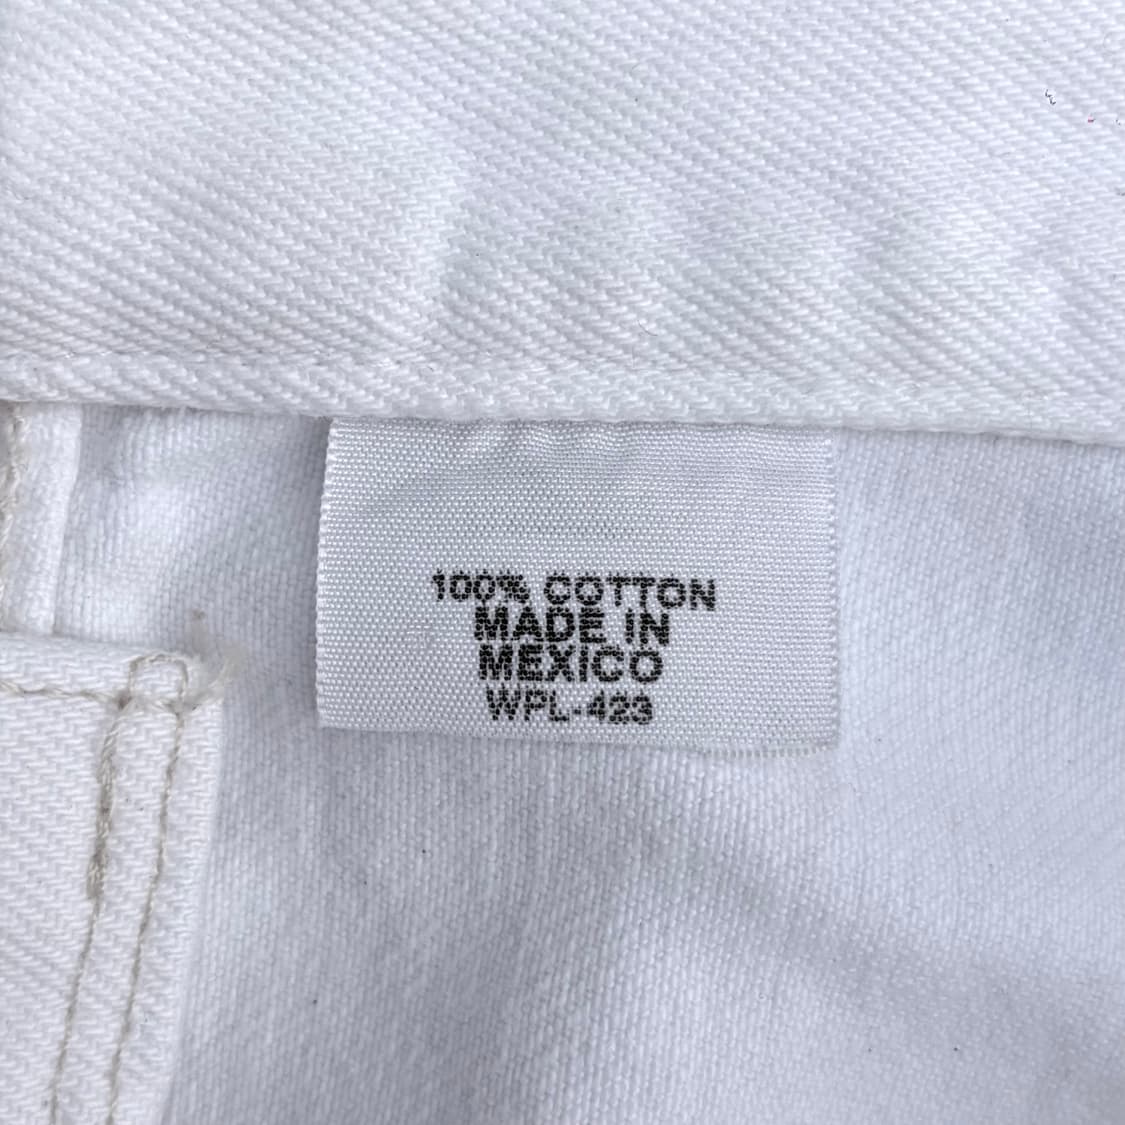 100% COTTON
MADE IN
MEXICO
WPL-423